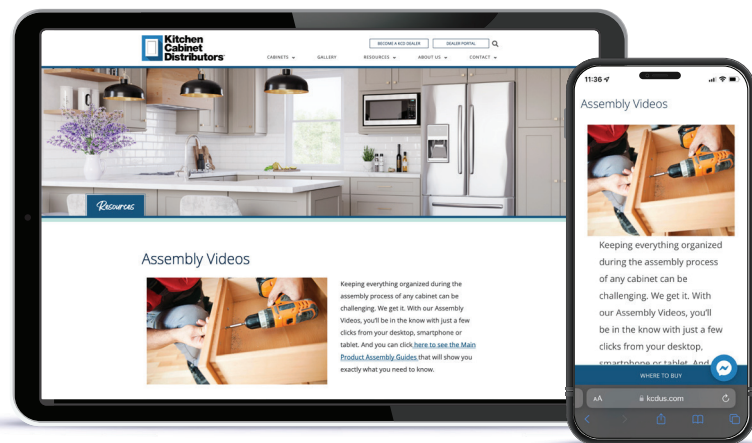 Kitchen
Cabinet
Distributors
BECOME A KCD DEALER
DEALER PORTAL
CABINETS
GALLERY
RESOURCES
ABOUT US
CONTACT
Resources
Assembly Videos
Keeping everything organized during the
assembly process of any cabinet can be
challenging. We get it. With our Assembly
Videos, you'll be in the know with just a few
clicks from your desktop, smartphone or
tablet. And you can click here to see the Main
Product Assembly Guides that will show you
exactly what you need to know.
11:36
Assembly Videos
Keeping everything organized
during the assembly process
of any cabinet can be
challenging. We get it. With
our Assembly Videos, you'll
be in the know with just a few
clicks from your desktop,
smartphone or tablet. And
WHERE TO BUY
AA
kcdus.com